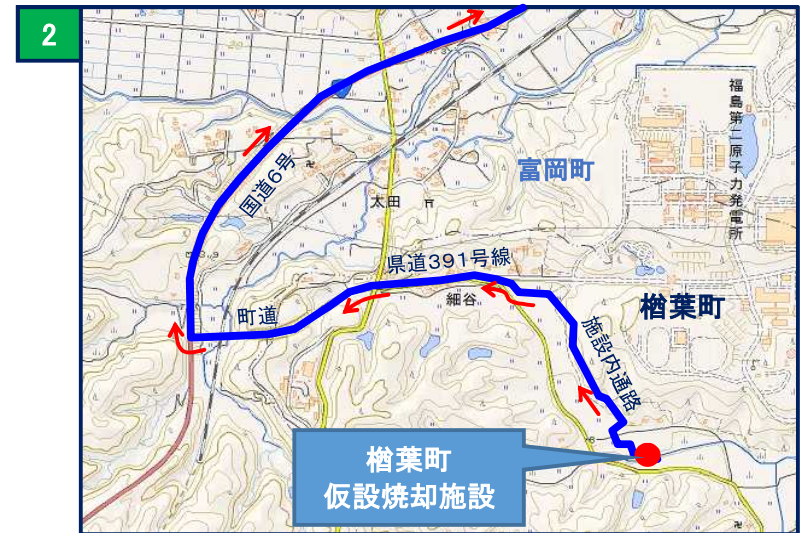 2
国道6号
富岡町
福島第二原子力発電所
太田
県道391号線
細谷
町道
楢葉町
施設内通路
楢葉町
仮設焼却施設